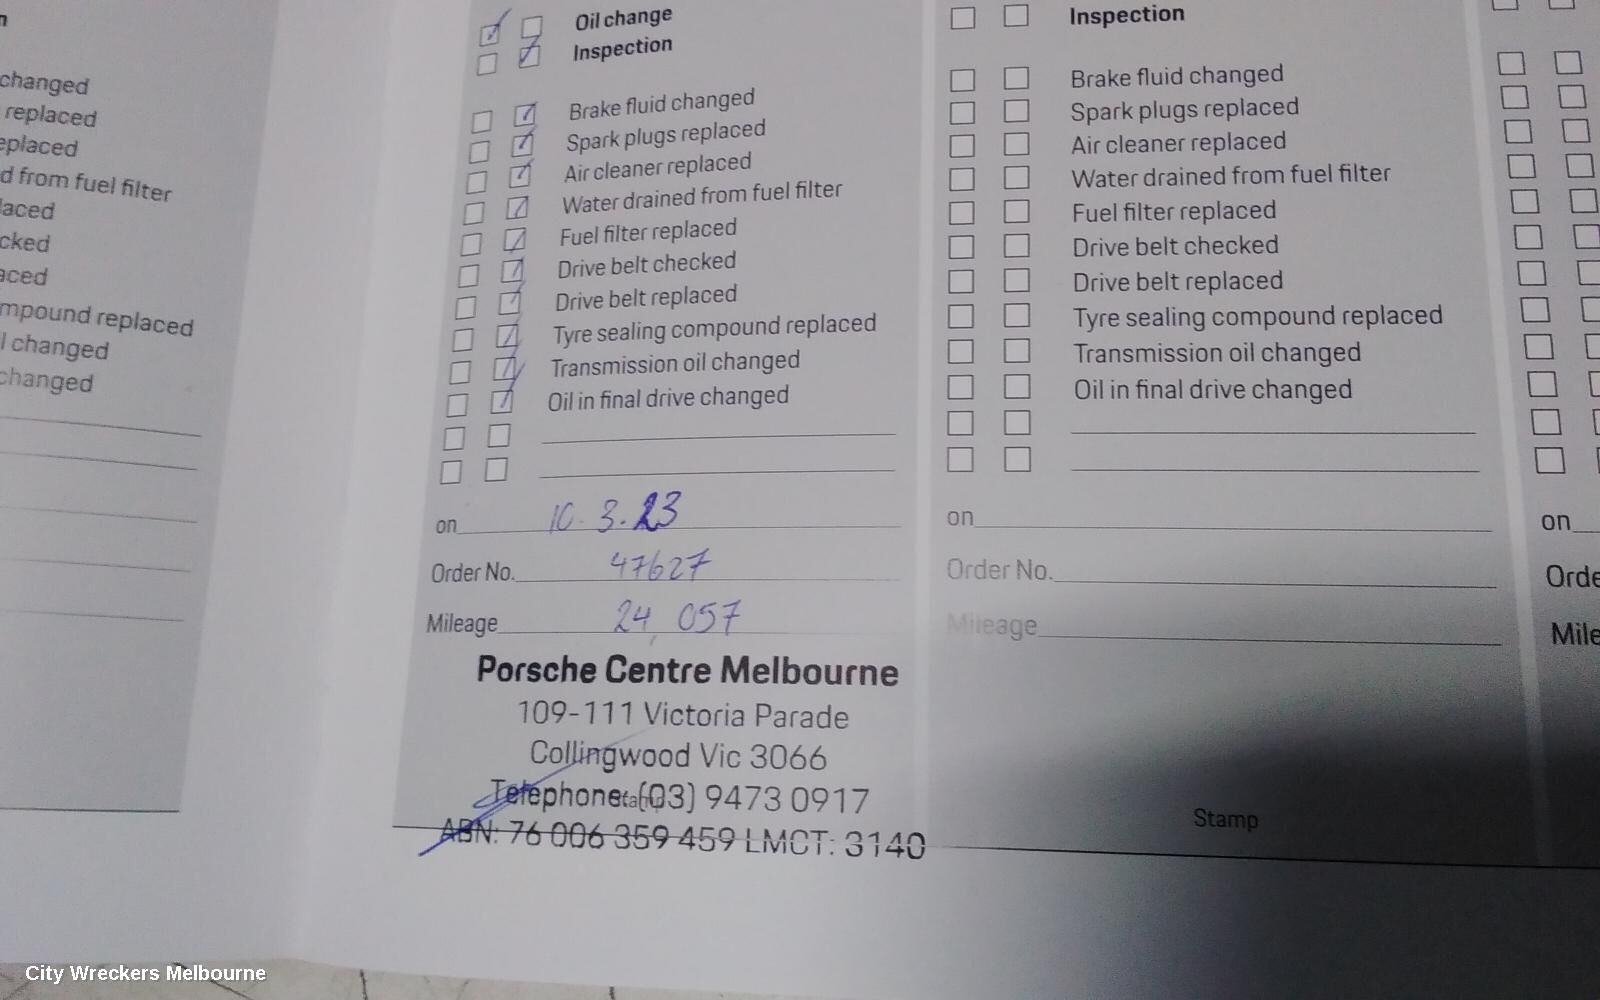 n
changed
replaced
eplaced
d from fuel filter
laced
cked
aced
mpound replaced
l changed
changed
Oil change
Inspection
Brake fluid changed
Spark plugs replaced
Air cleaner replaced
Water drained from fuel filter
Fuel filter replaced
Drive belt checked
Drive belt replaced
Tyre sealing compound replaced
Transmission oil changed
Oil in final drive changed
on 10.3.23
Order No. 47627
Mileage 24,057
Porsche Centre Melbourne
109-111 Victoria Parade
Collingwood Vic 3066
Telephone: (03) 9473 0917
ABN: 76 006 359 459 LMCT: 3140
Inspection
Brake fluid changed
Spark plugs replaced
Air cleaner replaced
Water drained from fuel filter
Fuel filter replaced
Drive belt checked
Drive belt replaced
Tyre sealing compound replaced
Transmission oil changed
Oil in final drive changed
on
Order No.
Mileage
Stamp
on
Orde
Mile
City Wreckers Melbourne